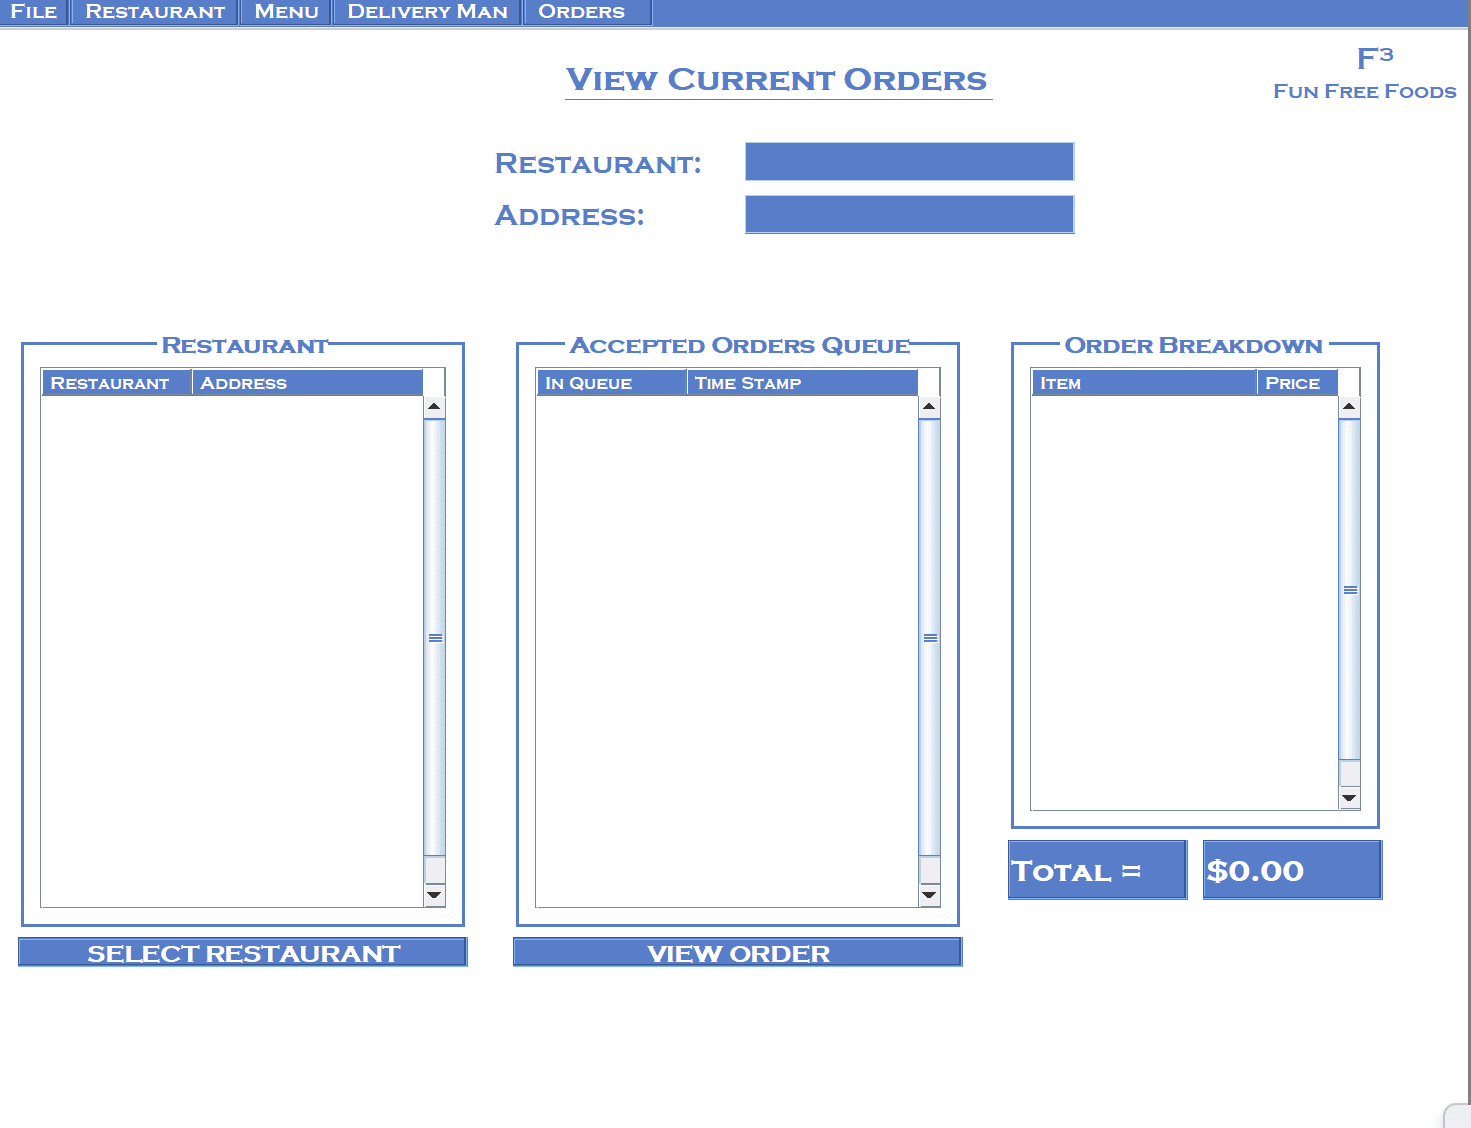 File Restaurant Menu Delivery Man Orders
F³
View Current Orders
Fun Free Foods
Restaurant:
Address:
Restaurant
Restaurant Address
SELECT RESTAURANT
Accepted Orders Queue
In Queue Time Stamp
VIEW ORDER
Order Breakdown
Item Price
Total = $0.00